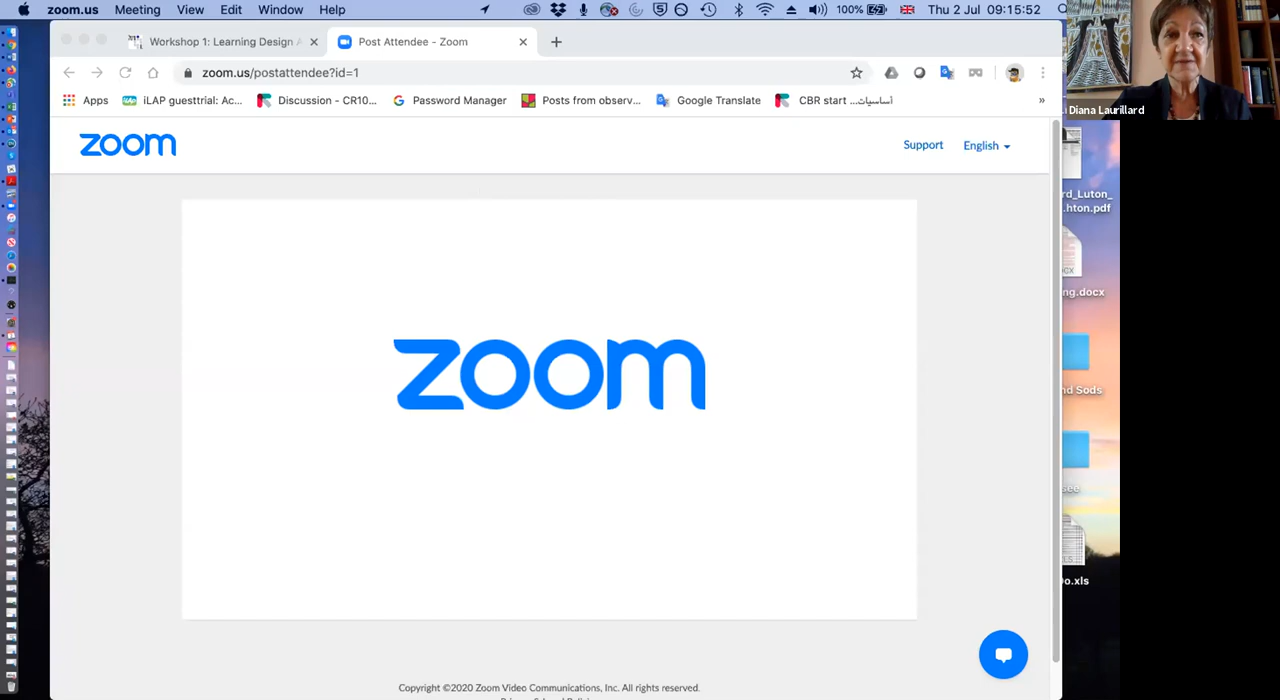 zoom.us Meeting View Edit Window Help 100% Thu 2 Jul 09:15:52
Workshop 1: Learning Design A
Post Attendee - Zoom
zoom.us/postattendee?id=1
Apps iLAP guesttrial: Ac... Discussion - CR10... Password Manager Posts from observ... Google Translate CBR start ...أساسيات »
Diana Laurillard
zoom
Support English
rd_Luton_
.hton.pdf
zoom
ng.docx
nd Sods
see
o.xls
Copyright ©2020 Zoom Video Communications, Inc. All rights reserved.